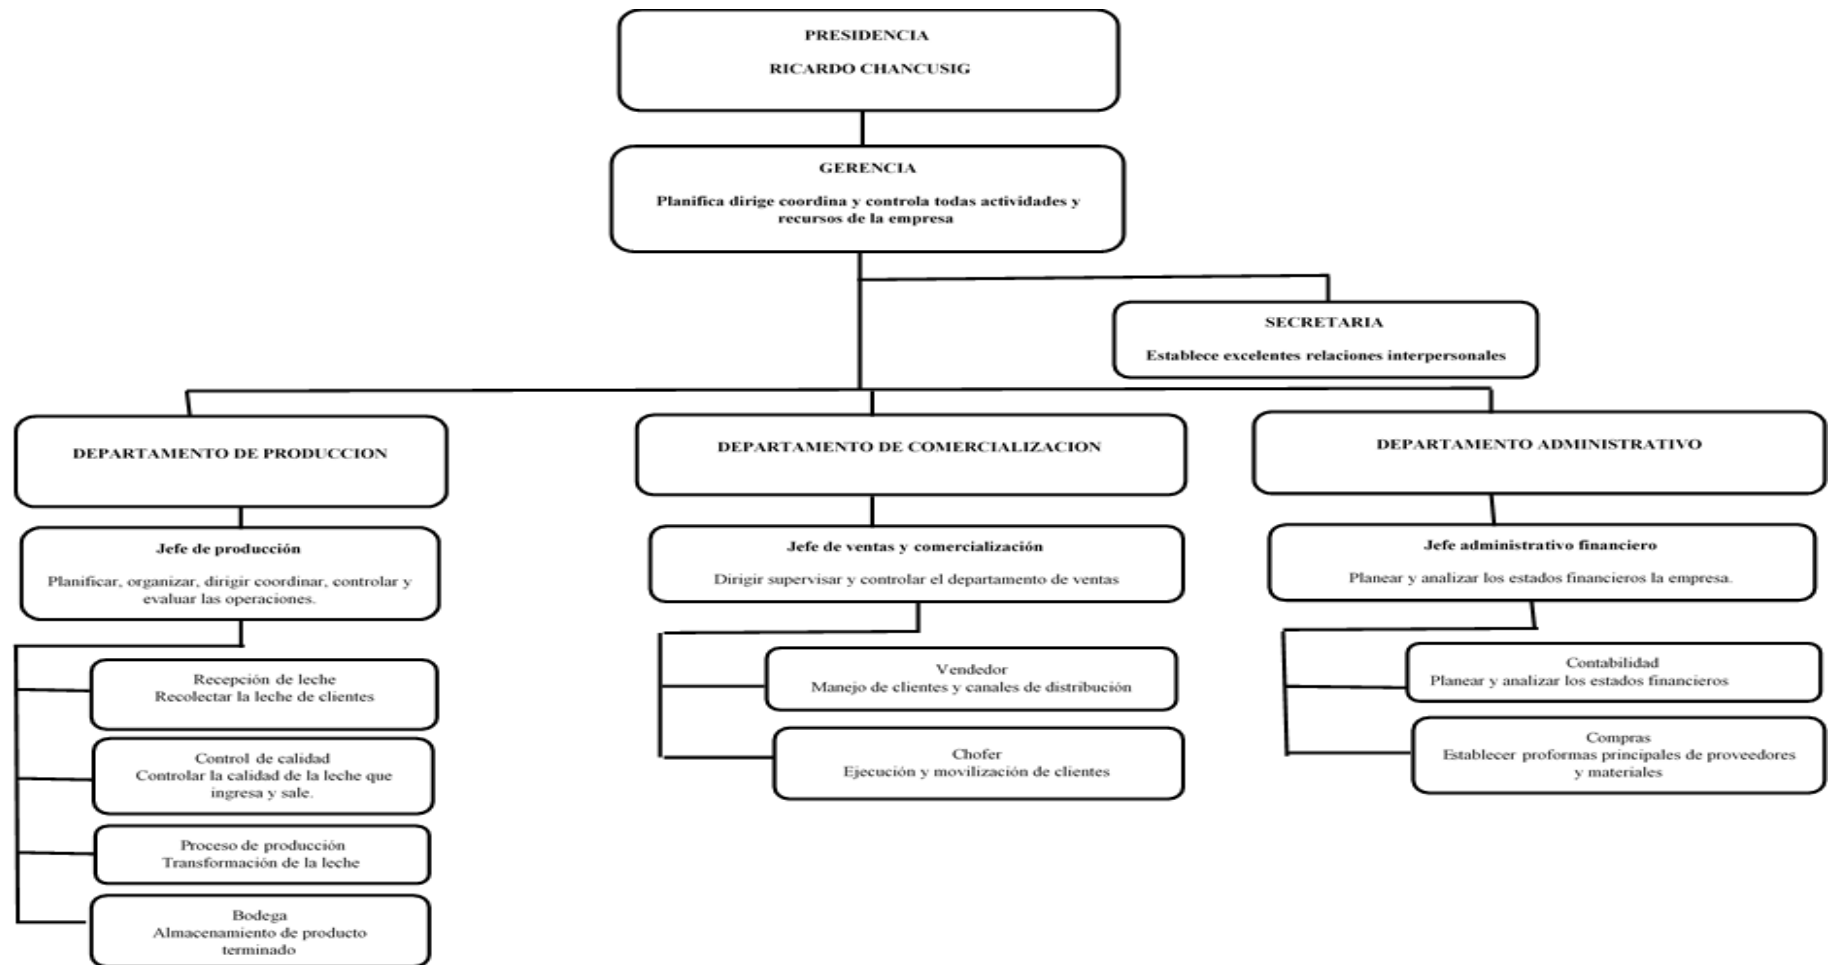 PRESIDENCIA
RICARDO CHANCUSIG
GERENCIA
Planifica dirige coordina y controla todas actividades y
recursos de la empresa
SECRETARIA
Establece excelentes relaciones interpersonales
DEPARTAMENTO DE PRODUCCION
Jefe de producción
Planificar, organizar, dirigir coordinar, controlar y
evaluar las operaciones.
Recepción de leche
Recolectar la leche de clientes
Control de calidad
Controlar la calidad de la leche que
ingresa y sale.
Proceso de producción
Transformación de la leche
Bodega
Almacenamiento de producto
terminado
DEPARTAMENTO DE COMERCIALIZACION
Jefe de ventas y comercialización
Dirigir supervisar y controlar el departamento de ventas
Vendedor
Manejo de clientes y canales de distribución
Chofer
Ejecución y movilización de clientes
DEPARTAMENTO ADMINISTRATIVO
Jefe administrativo financiero
Planear y analizar los estados financieros la empresa.
Contabilidad
Planear y analizar los estados financieros
Compras
Establecer proformas principales de proveedores
y materiales